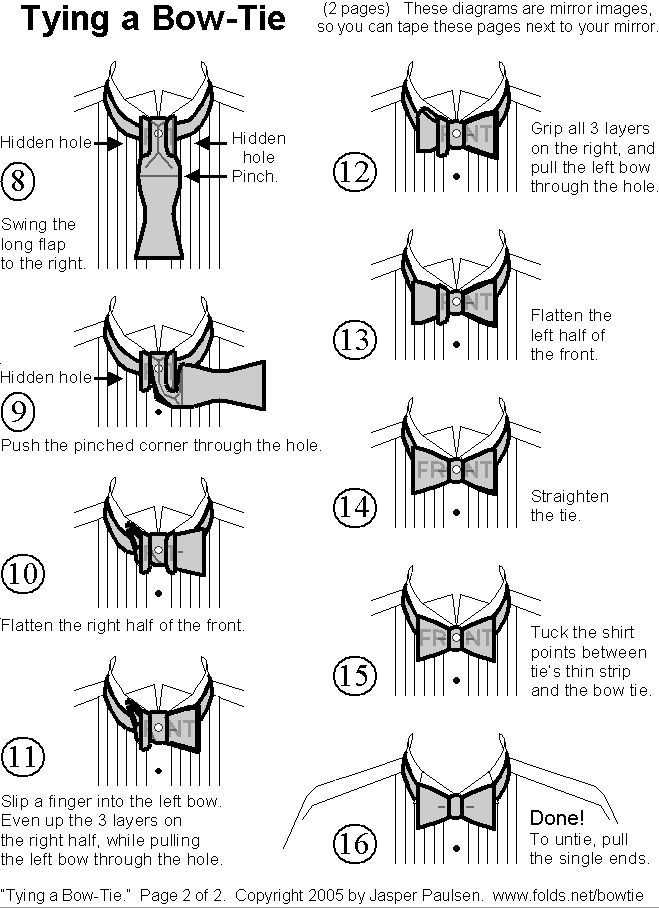 Tying a Bow-Tie
(2 pages) These diagrams are mirror images,
so you can tape these pages next to your mirror.
Hidden hole
Hidden
hole
Pinch.
8
Swing the
long flap
to the right.
Hidden hole
9
Push the pinched corner through the hole.
10
Flatten the right half of the front.
11
Slip a finger into the left bow.
Even up the 3 layers on
the right half, while pulling
the left bow through the hole.
12
FRONT
Grip all 3 layers
on the right, and
pull the left bow
through the hole.
13
Flatten the
left half of
the front.
14
FRONT
Straighten
the tie.
15
FRONT
Tuck the shirt
points between
tie's thin strip
and the bow tie.
16
Done!
To untie, pull
the single ends.
"Tying a Bow-Tie." Page 2 of 2. Copyright 2005 by Jasper Paulsen. www.folds.net/bowtie